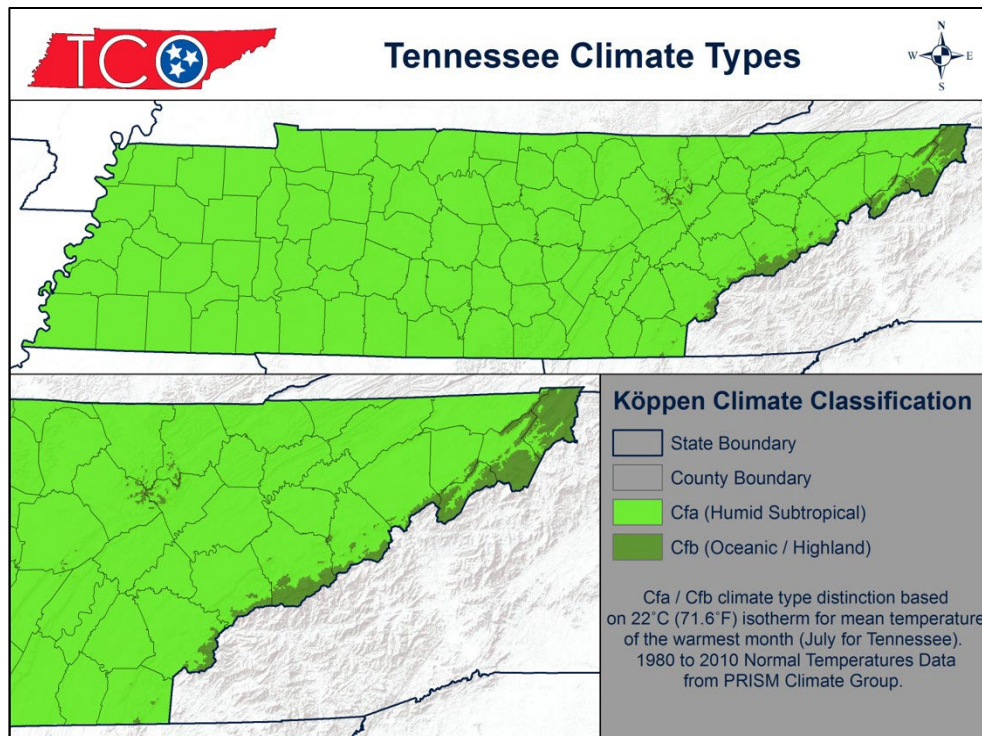 TCO
Tennessee Climate Types
N
W E
S
Köppen Climate Classification
State Boundary
County Boundary
Cfa (Humid Subtropical)
Cfb (Oceanic / Highland)
Cfa / Cfb climate type distinction based
on 22˚C (71.6˚F) isotherm for mean temperature
of the warmest month (July for Tennessee).
1980 to 2010 Normal Temperatures Data
from PRISM Climate Group.